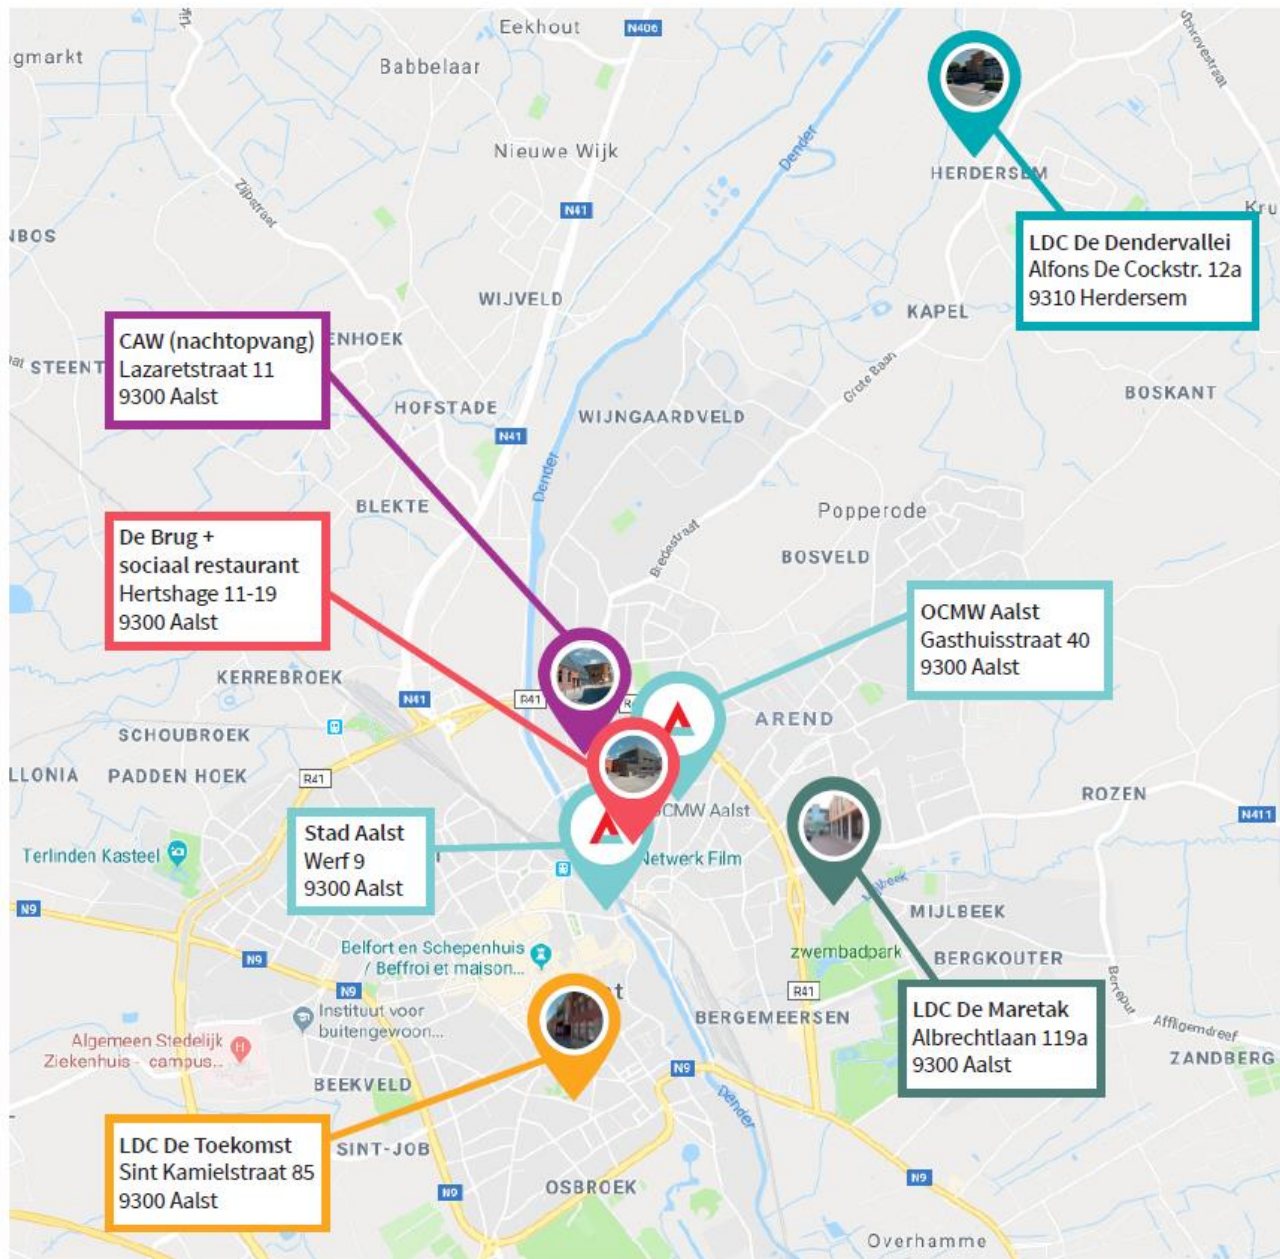 Eekhout
N406
Schrovestraat
gmarkt
Babbelaar
Dender
Nieuwe Wijk
HERDERSEM
Zijpstraat
N41
Kru
LDC De Dendervallei
Alfons De Cockstr. 12a
9310 Herdersem
WIJVELD
KAPEL
CAW (nachtopvang)
Lazaretstraat 11
9300 Aalst
ENHOEK
STEENT
Grote Baan
BOSKANT
HOFSTADE
WIJNGAARDVELD
N41
Dender
BLEKTE
Popperode
Bredestraat
BOSVELD
De Brug +
sociaal restaurant
Hertshage 11-19
9300 Aalst
OCMW Aalst
Gasthuisstraat 40
9300 Aalst
KERREBROEK
N41
R41
AREND
SCHOUBROEK
LLONIA
PADDEN HOEK
R41
ROZEN
OCMW Aalst
N411
Stad Aalst
Werf 9
9300 Aalst
Terlinden Kasteel
Netwerk Film
N9
MIJLBEEK
Belfort en Schepenhuis
/ Beffroi et maison...
zwembadpark
BERGKOUTER
N9
N9
R41
Instituut voor
buitengewoon...
BERGEMEERSEN
LDC De Maretak
Albrechtlaan 119a
9300 Aalst
Affligemdreef
Algemeen Stedelijk
Ziekenhuis - campus...
H
ZANDBERG
N9
BEEKVELD
Dender
LDC De Toekomst
Sint Kamielstraat 85
9300 Aalst
SINT-JOB
OSBROEK
N9
N9
Overhamme